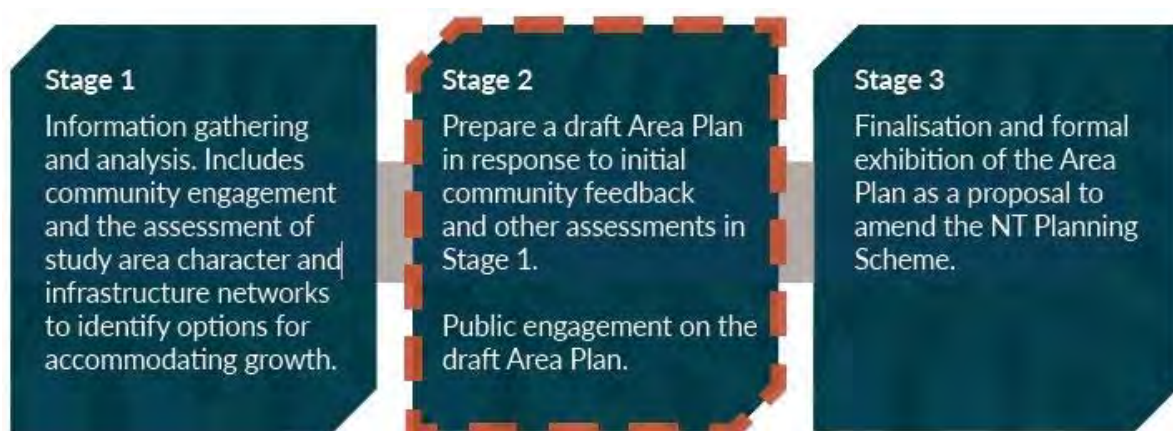 Stage 1
Information gathering
and analysis. Includes
community engagement
and the assessment of
study area character and
infrastructure networks
to identify options for
accommodating growth.
Stage 2
Prepare a draft Area Plan
in response to initial
community feedback
and other assessments in
Stage 1.
Public engagement on the
draft Area Plan.
Stage 3
Finalisation and formal
exhibition of the Area
Plan as a proposal to
amend the NT Planning
Scheme.